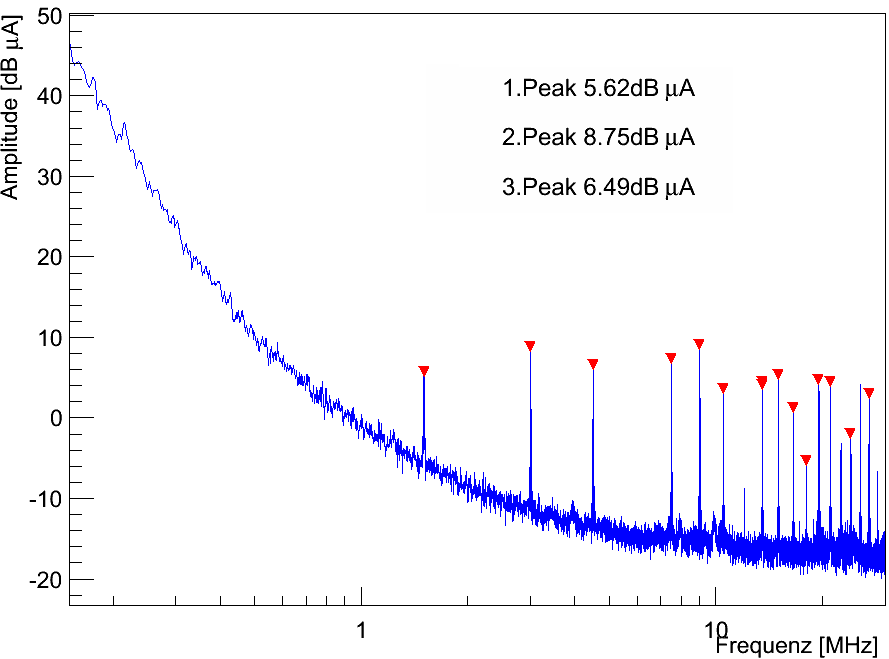 Amplitude [dB µA]
50
40
30
20
10
0
-10
-20
1.Peak 5.62dB µA
2.Peak 8.75dB µA
3.Peak 6.49dB µA
1
10
Frequenz [MHz]